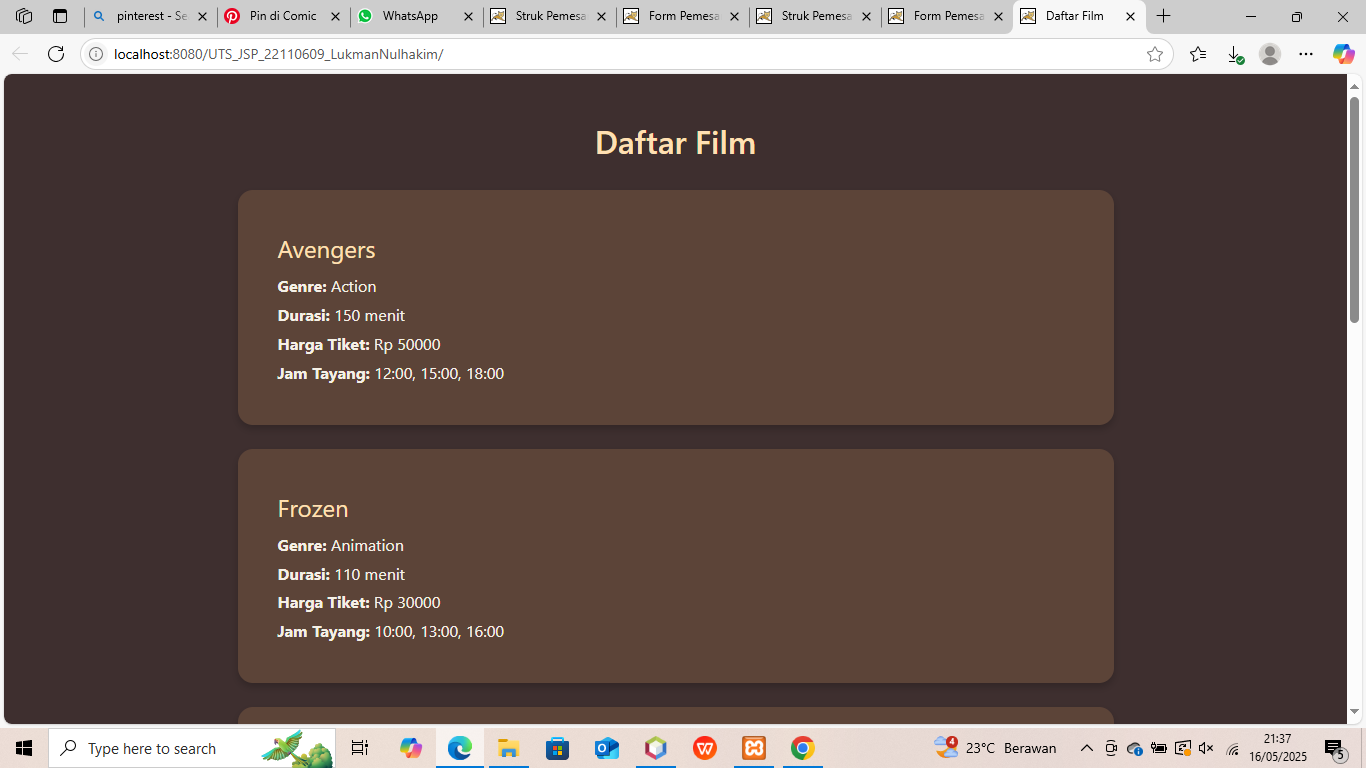 pinterest - Se
Pin di Comic
WhatsApp
Struk Pemesa
Form Pemesa
Struk Pemesa
Form Pemesa
Daftar Film
localhost:8080/UTS_JSP_22110609_LukmanNulhakim/
Daftar Film
Avengers
Genre: Action
Durasi: 150 menit
Harga Tiket: Rp 50000
Jam Tayang: 12:00, 15:00, 18:00
Frozen
Genre: Animation
Durasi: 110 menit
Harga Tiket: Rp 30000
Jam Tayang: 10:00, 13:00, 16:00
Type here to search
4
23°C Berawan
21:37
16/05/2025
5